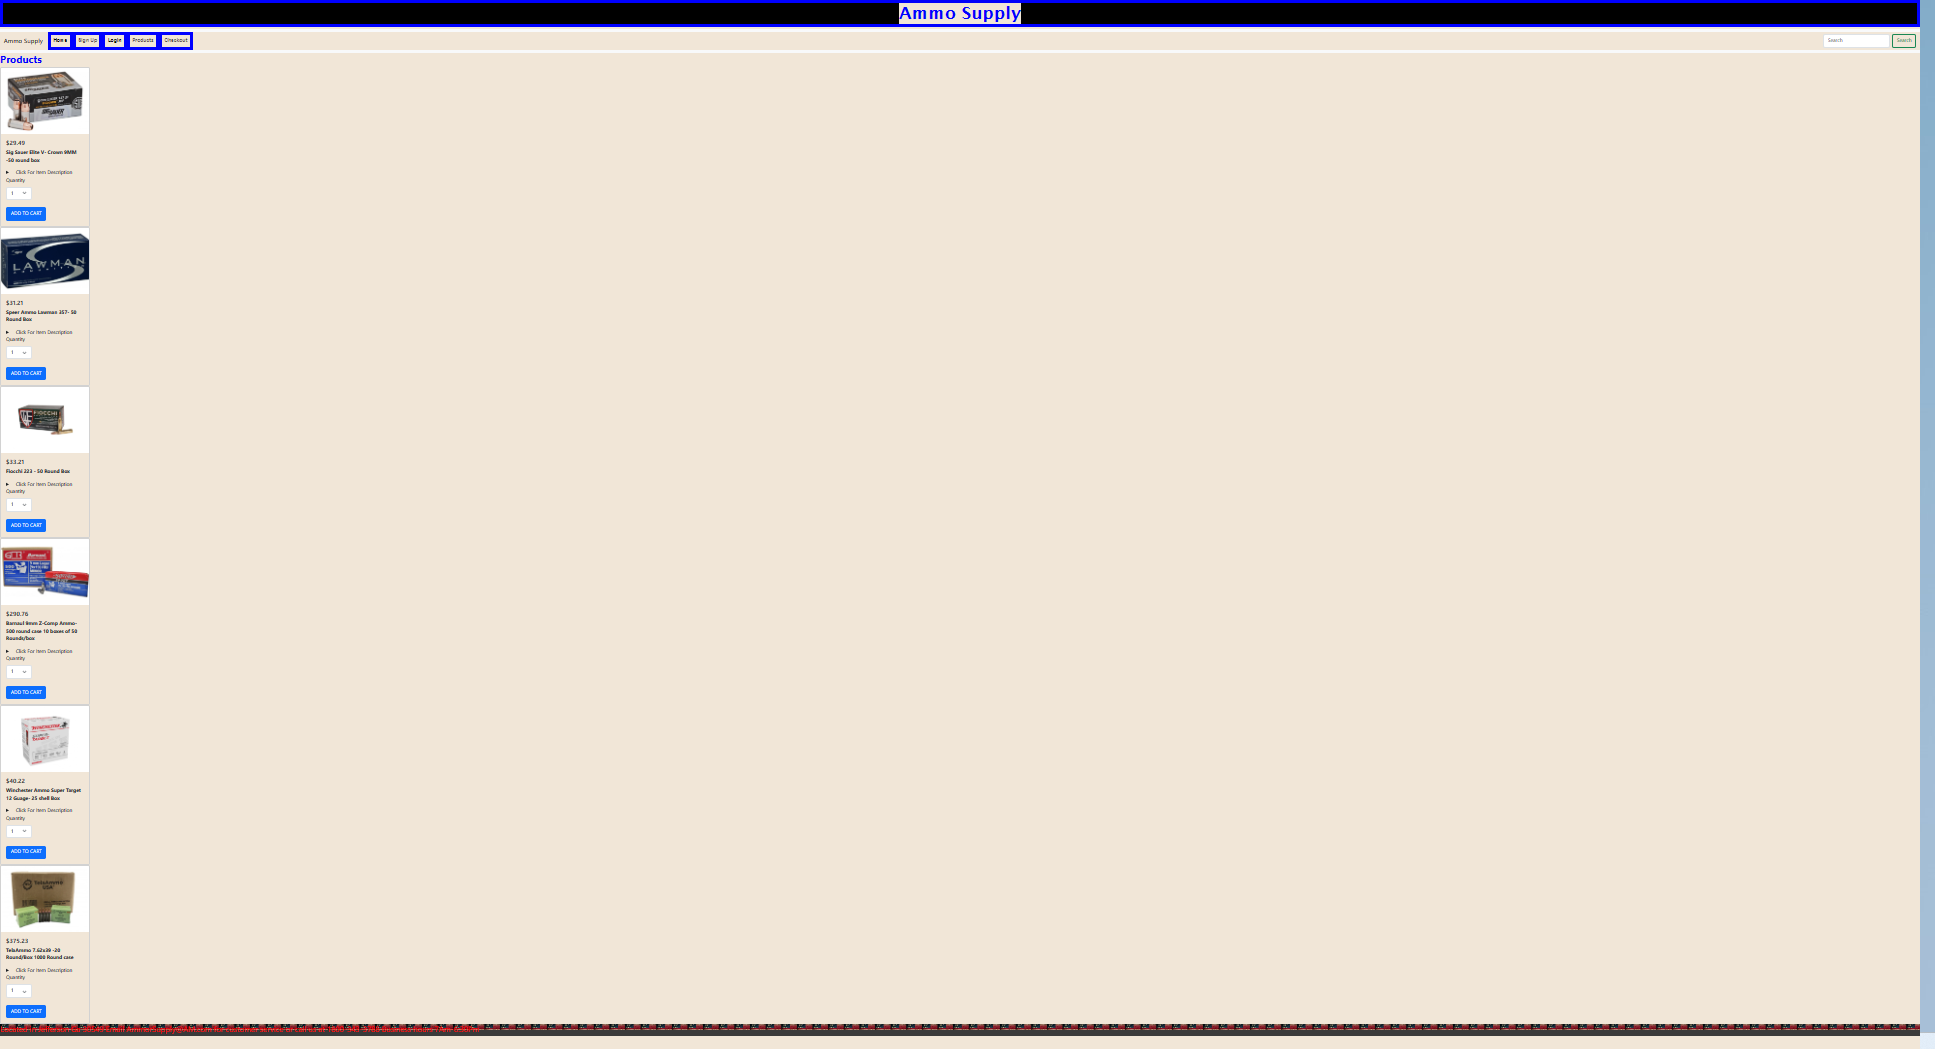 Ammo Supply
Ammo Supply Home Sign Up Login Products Checkout Search Search
Products
$29.49
Sig Sauer Elite V- Crown 9MM
-50 round box
Click For Item Description
Quantity
1
ADD TO CART
LAWMAN
$31.21
Speer Ammo Lawman 357- 50
Round Box
Click For Item Description
Quantity
1
ADD TO CART
FIOCCHI
$33.21
Fiocchi 223 - 50 Round Box
Click For Item Description
Quantity
1
ADD TO CART
$290.76
Barnaul 9mm Z-Comp Ammo-
500 round case 10 boxes of 50
Rounds/box
Click For Item Description
Quantity
1
ADD TO CART
$40.22
Winchester Ammo Super Target
12 Guage- 25 shell Box
Click For Item Description
Quantity
1
ADD TO CART
TelaAmmo
USA
$375.23
TelaAmmo 7.62x39 -20
Round/Box 1000 Round case
Click For Item Description
Quantity
1
ADD TO CART